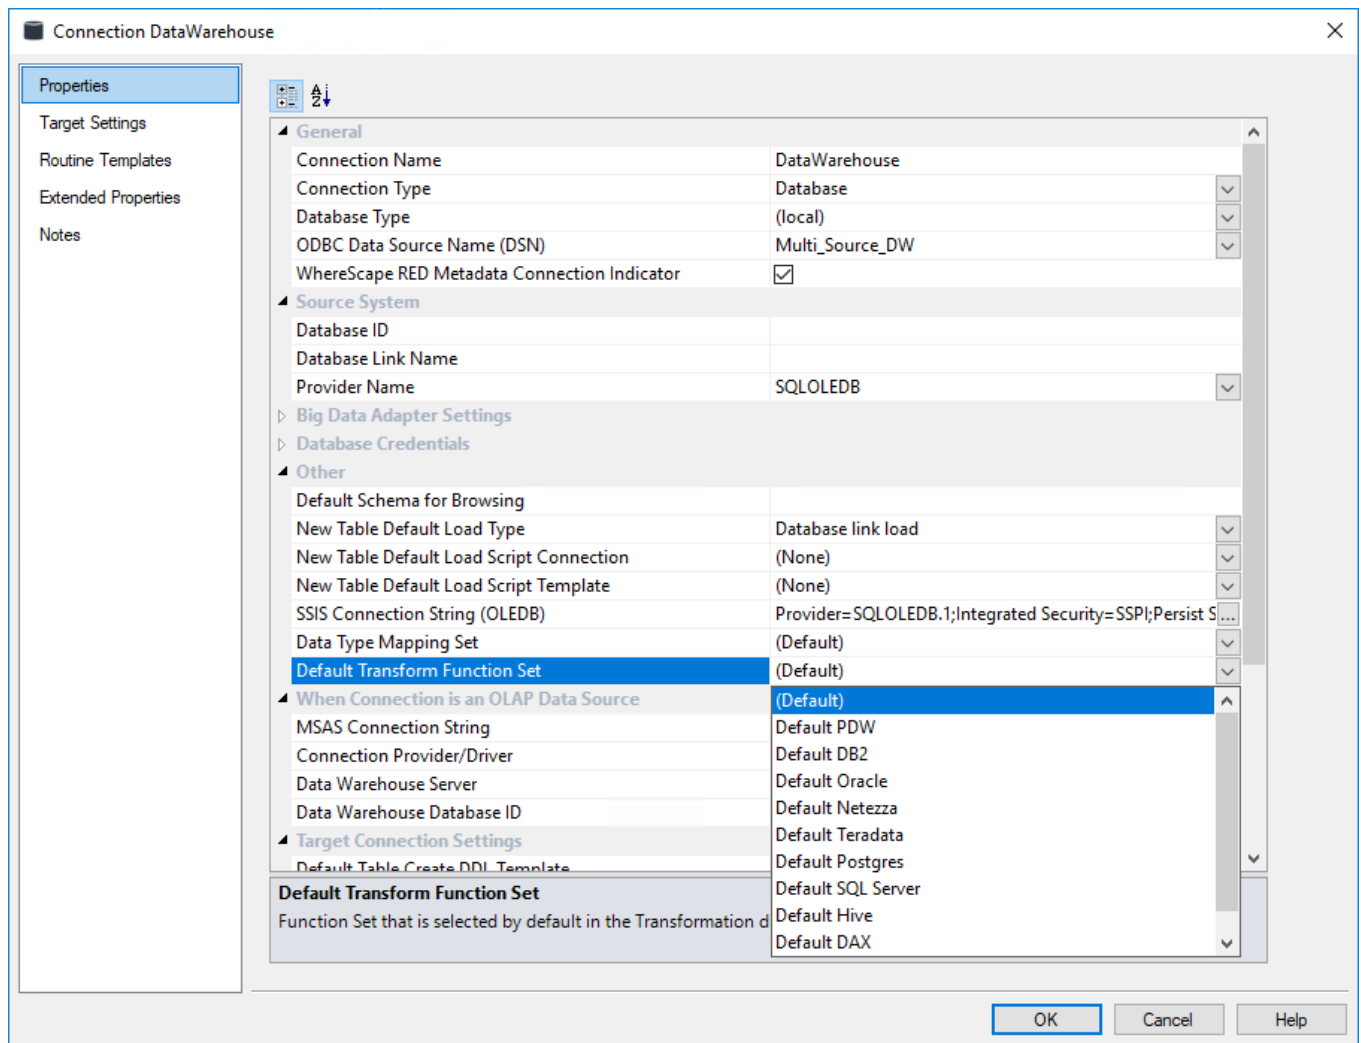 Connection DataWarehouse
Properties
Target Settings
Routine Templates
Extended Properties
Notes
General
Connection Name DataWarehouse
Connection Type Database
Database Type (local)
ODBC Data Source Name (DSN) Multi_Source_DW
WhereScape RED Metadata Connection Indicator
Source System
Database ID
Database Link Name
Provider Name SQLOLEDB
Big Data Adapter Settings
Database Credentials
Other
Default Schema for Browsing
New Table Default Load Type Database link load
New Table Default Load Script Connection (None)
New Table Default Load Script Template (None)
SSIS Connection String (OLEDB) Provider=SQLOLEDB.1;Integrated Security=SSPI;Persist S...
Data Type Mapping Set (Default)
Default Transform Function Set (Default)
When Connection is an OLAP Data Source (Default)
MSAS Connection String Default PDW
Connection Provider/Driver Default DB2
Data Warehouse Server Default Oracle
Data Warehouse Database ID Default Netezza
Target Connection Settings Default Teradata
Default Table Create DDL Template Default Postgres
Default Transform Function Set Default SQL Server
Function Set that is selected by default in the Transformation d Default Hive
Default DAX
OK Cancel Help